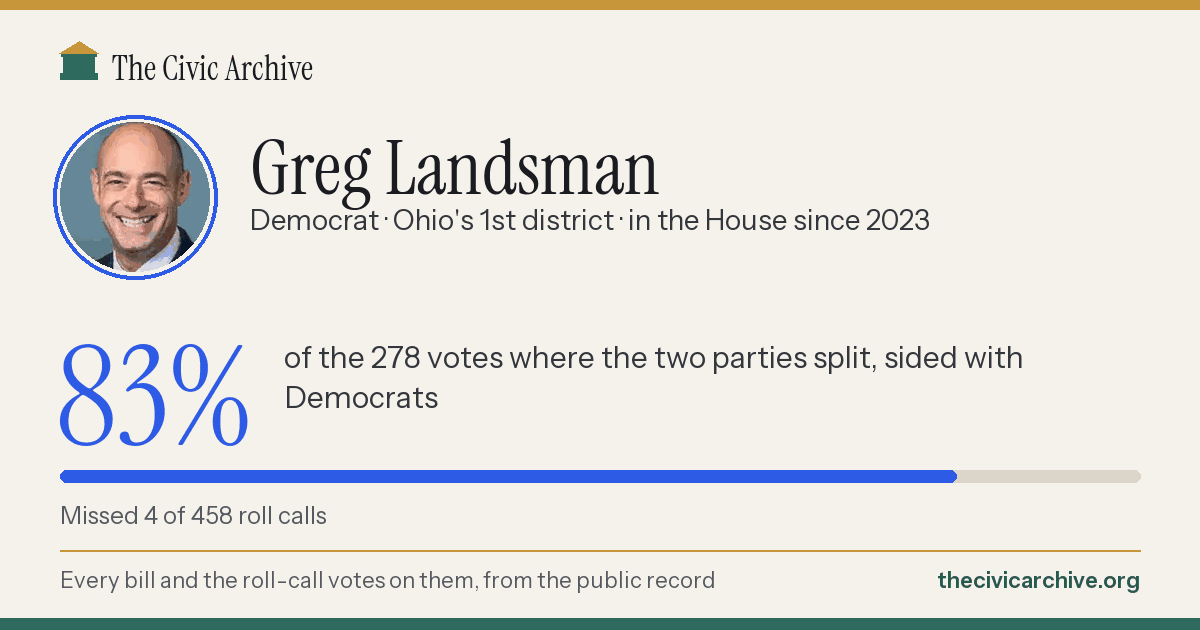 The Civic Archive
Greg Landsman
Democrat · Ohio's 1st district · in the House since 2023
83%
of the 278 votes where the two parties split, sided with
Democrats
Missed 4 of 458 roll calls
Every bill and the roll-call votes on them, from the public record
thecivicarchive.org